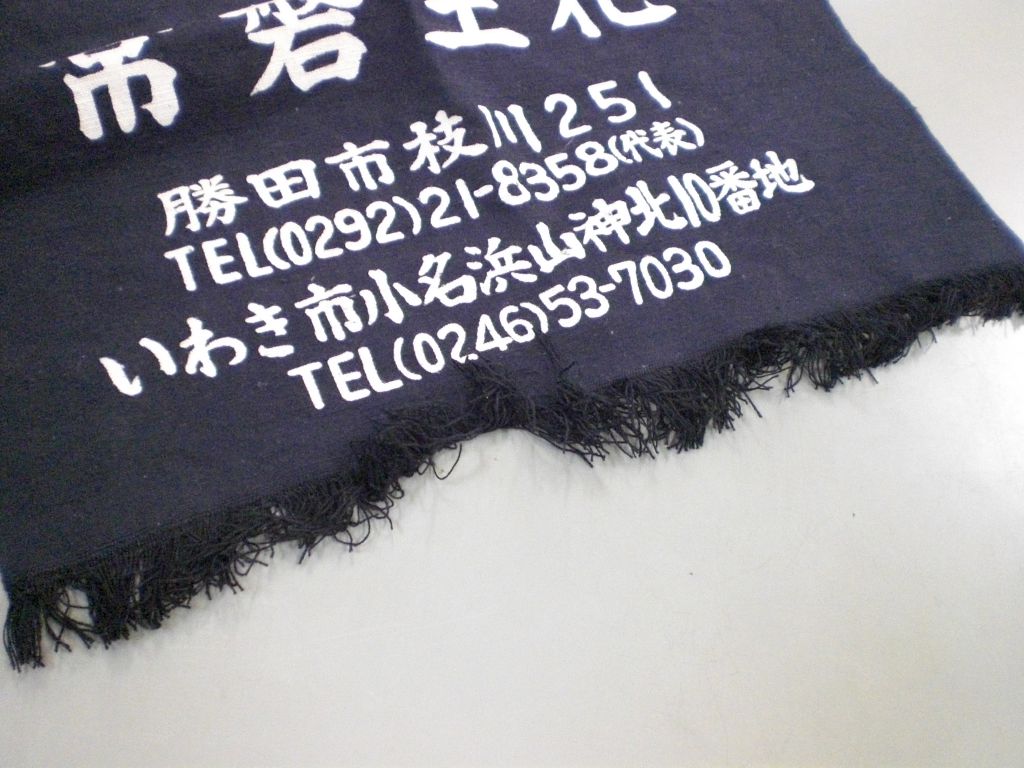 勝田市枝川251
TEL(0292)21-8358(代表)
いわき市小名浜山神北10番地
TEL(0246)53-7030